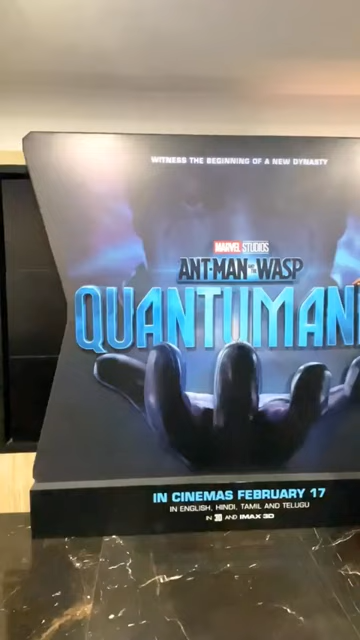 WITNESS THE BEGINNING OF A NEW DYNASTY
MARVEL STUDIOS
ANT-MAN AND THE WASP
QUANTUMAN
IN CINEMAS FEBRUARY 17
IN ENGLISH, HINDI, TAMIL AND TELUGU
IN 3D AND IMAX 3D